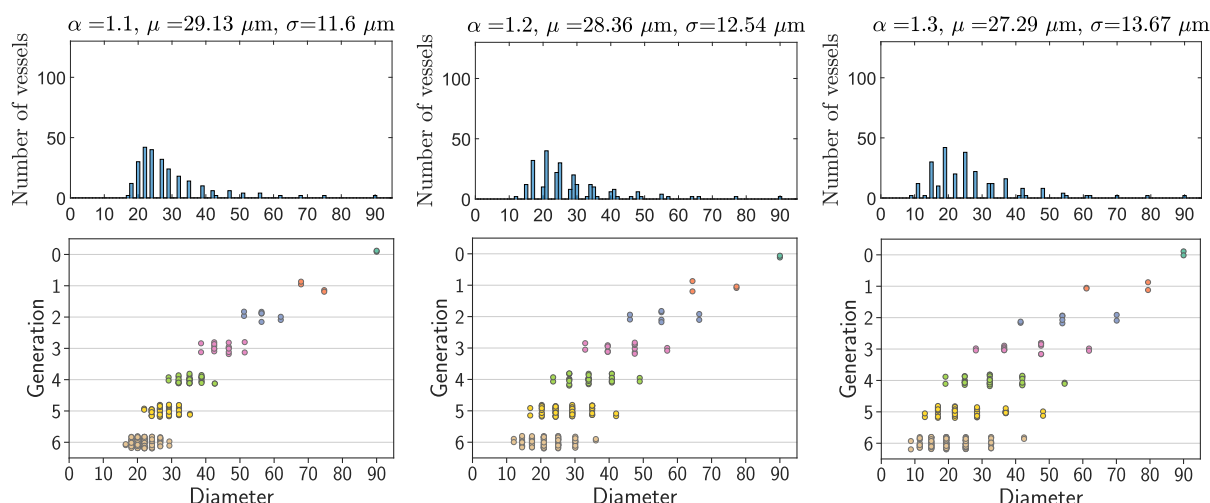 α =1.1, μ =29.13 μm, σ=11.6 μm
Number of vessels
100
50
0
0 10 20 30 40 50 60 70 80 90
Generation
0
1
2
3
4
5
6
0 10 20 30 40 50 60 70 80 90
Diameter
α =1.2, μ =28.36 μm, σ=12.54 μm
Number of vessels
100
50
0
0 10 20 30 40 50 60 70 80 90
Generation
0
1
2
3
4
5
6
0 10 20 30 40 50 60 70 80 90
Diameter
α =1.3, μ =27.29 μm, σ=13.67 μm
Number of vessels
100
50
0
0 10 20 30 40 50 60 70 80 90
Generation
0
1
2
3
4
5
6
0 10 20 30 40 50 60 70 80 90
Diameter